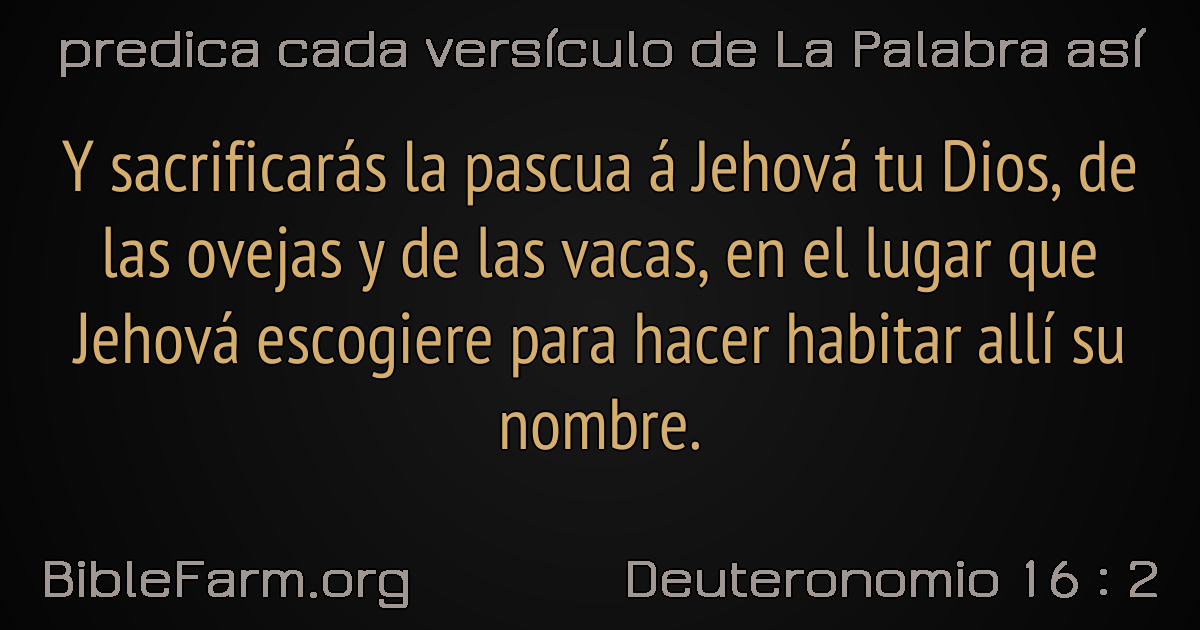 predica cada versículo de La Palabra así
Y sacrificarás la pascua á Jehová tu Dios, de
las ovejas y de las vacas, en el lugar que
Jehová escogiere para hacer habitar allí su
nombre.
BibleFarm.org
Deuteronomio 16 : 2